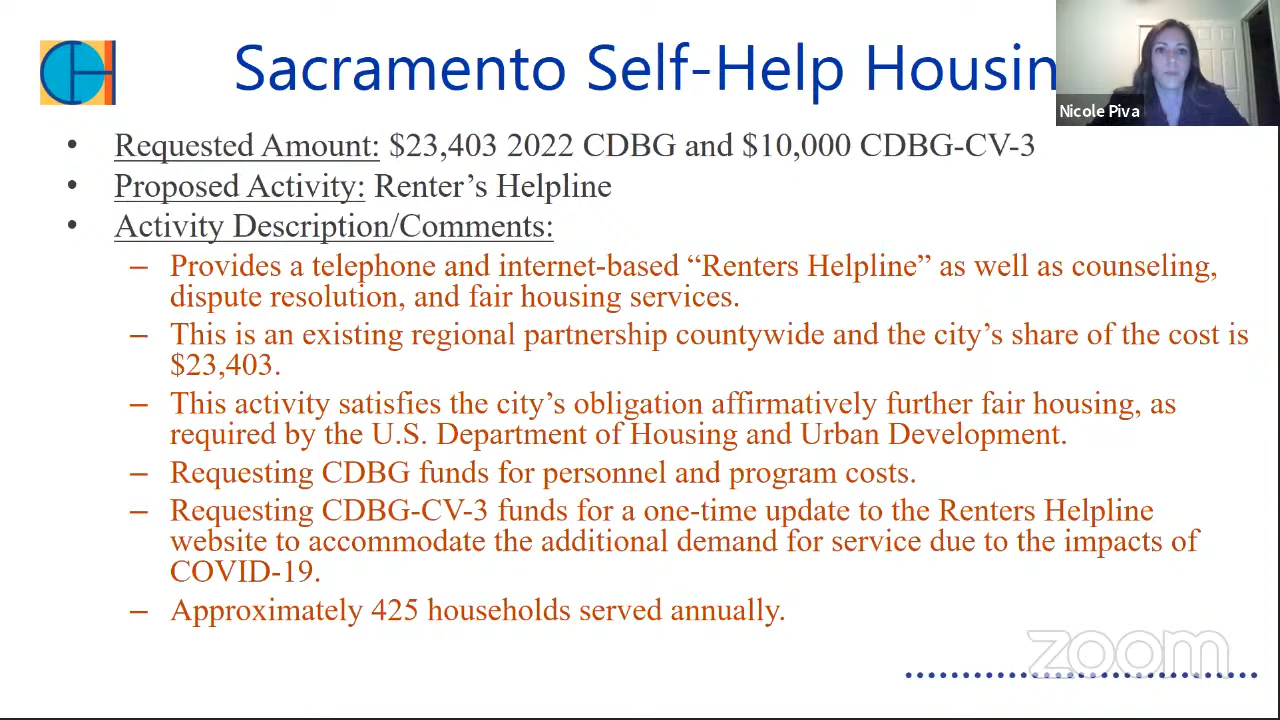 Sacramento Self-Help Housin
Nicole Piva
• Requested Amount: $23,403 2022 CDBG and $10,000 CDBG-CV-3
• Proposed Activity: Renter’s Helpline
• Activity Description/Comments:
– Provides a telephone and internet-based “Renters Helpline” as well as counseling,
dispute resolution, and fair housing services.
– This is an existing regional partnership countywide and the city’s share of the cost is
$23,403.
– This activity satisfies the city’s obligation affirmatively further fair housing, as
required by the U.S. Department of Housing and Urban Development.
– Requesting CDBG funds for personnel and program costs.
– Requesting CDBG-CV-3 funds for a one-time update to the Renters Helpline
website to accommodate the additional demand for service due to the impacts of
COVID-19.
– Approximately 425 households served annually.
zoom